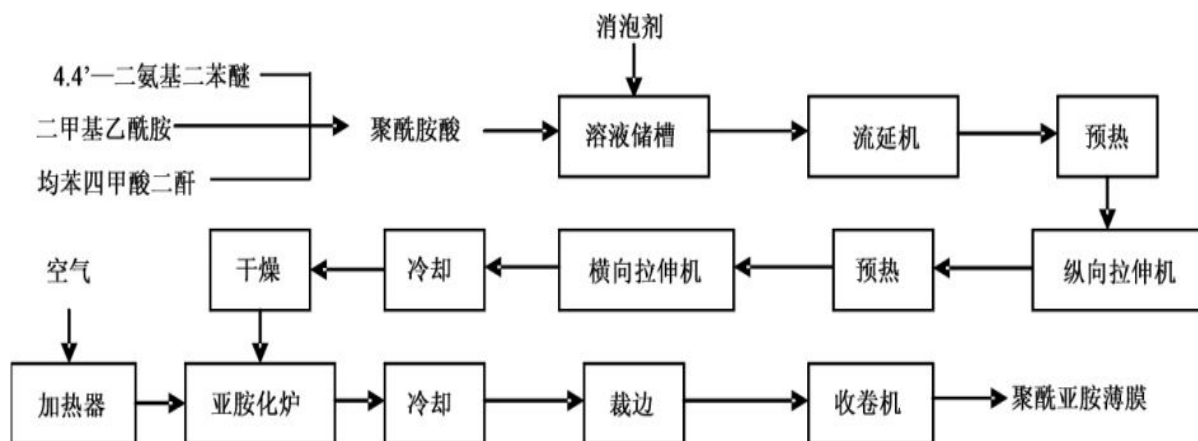 消泡剂
4.4’—二氨基二苯醚
二甲基乙酰胺
均苯四甲酸二酐
聚酰胺酸
溶液储槽
流延机
预热
纵向拉伸机
预热
横向拉伸机
冷却
干燥
空气
加热器
亚胺化炉
冷却
裁边
收卷机
聚酰亚胺薄膜